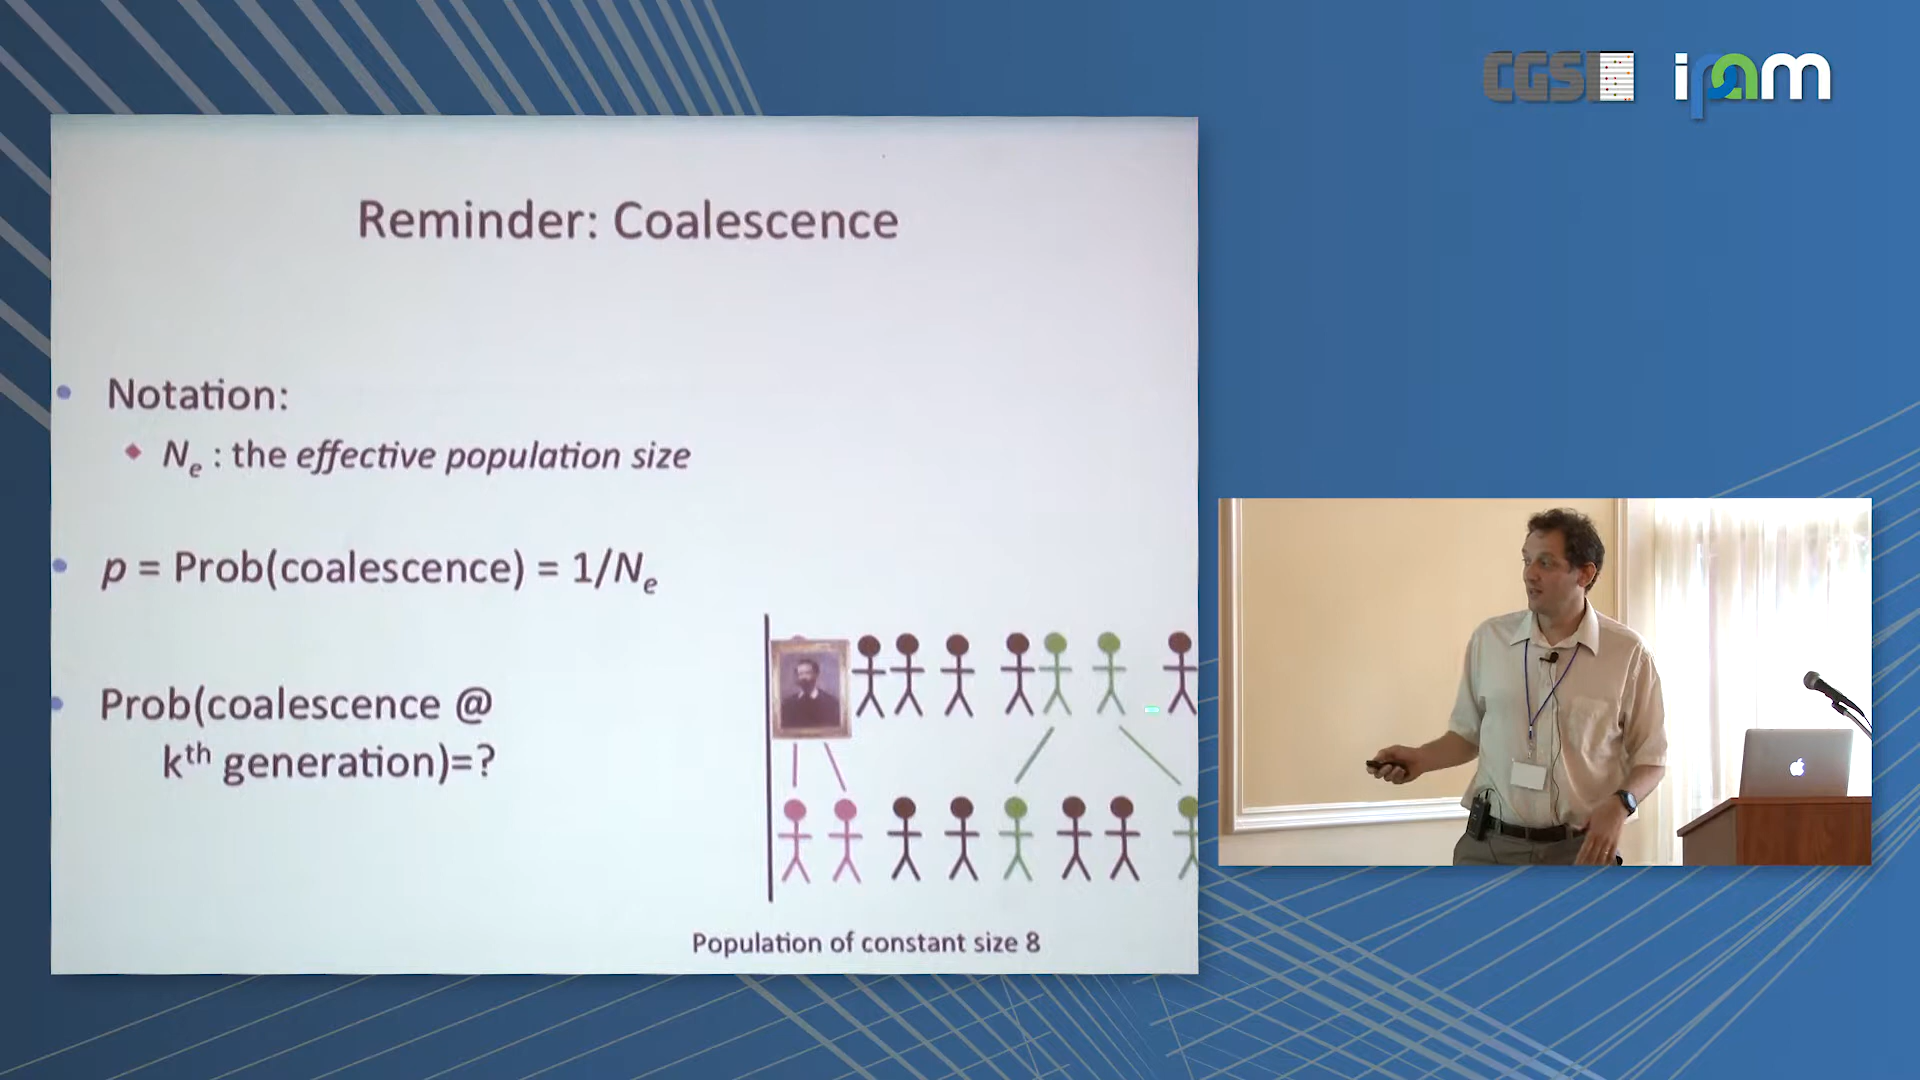 CGSI
ipam
Reminder: Coalescence
Notation:
Nₑ : the effective population size
p = Prob(coalescence) = 1/Nₑ
Prob(coalescence @
kᵗʰ generation)=?
Population of constant size 8